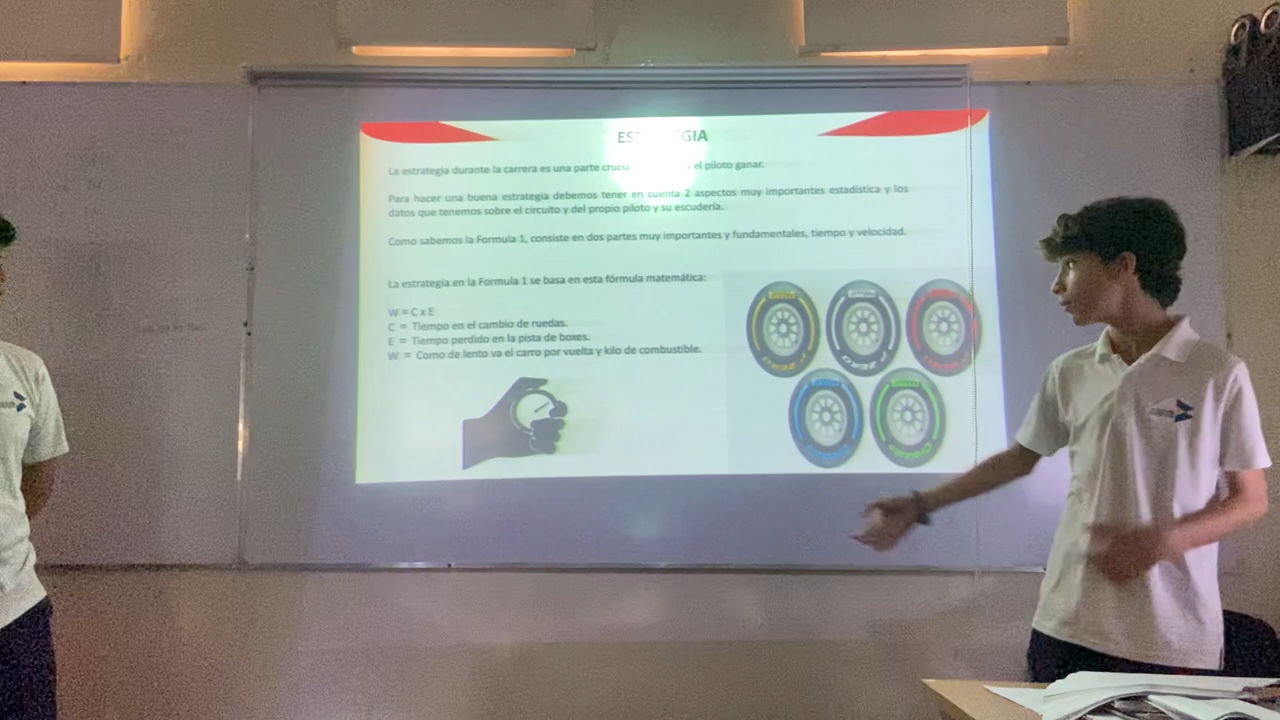 ES GIA
La estrategia durante la carrera es una parte el piloto ganar.
Para hacer una buena estrategia debemos tener en cuenta 2 aspectos muy importantes estadística y los
datos que tenemos sobre el circuito y del propio piloto y su escudería.
Como sabemos la Formula 1, consiste en dos partes muy importantes y fundamentales, tiempo y velocidad.
La estrategia en la Formula 1 se basa en esta fórmula matemática:
W = C x E
C = Tiempo en el cambio de ruedas.
E = Tiempo perdido en la pista de boxes.
W = Como de lento va el carro por vuelta y kilo de combustible.
P ZERO
P ZERO